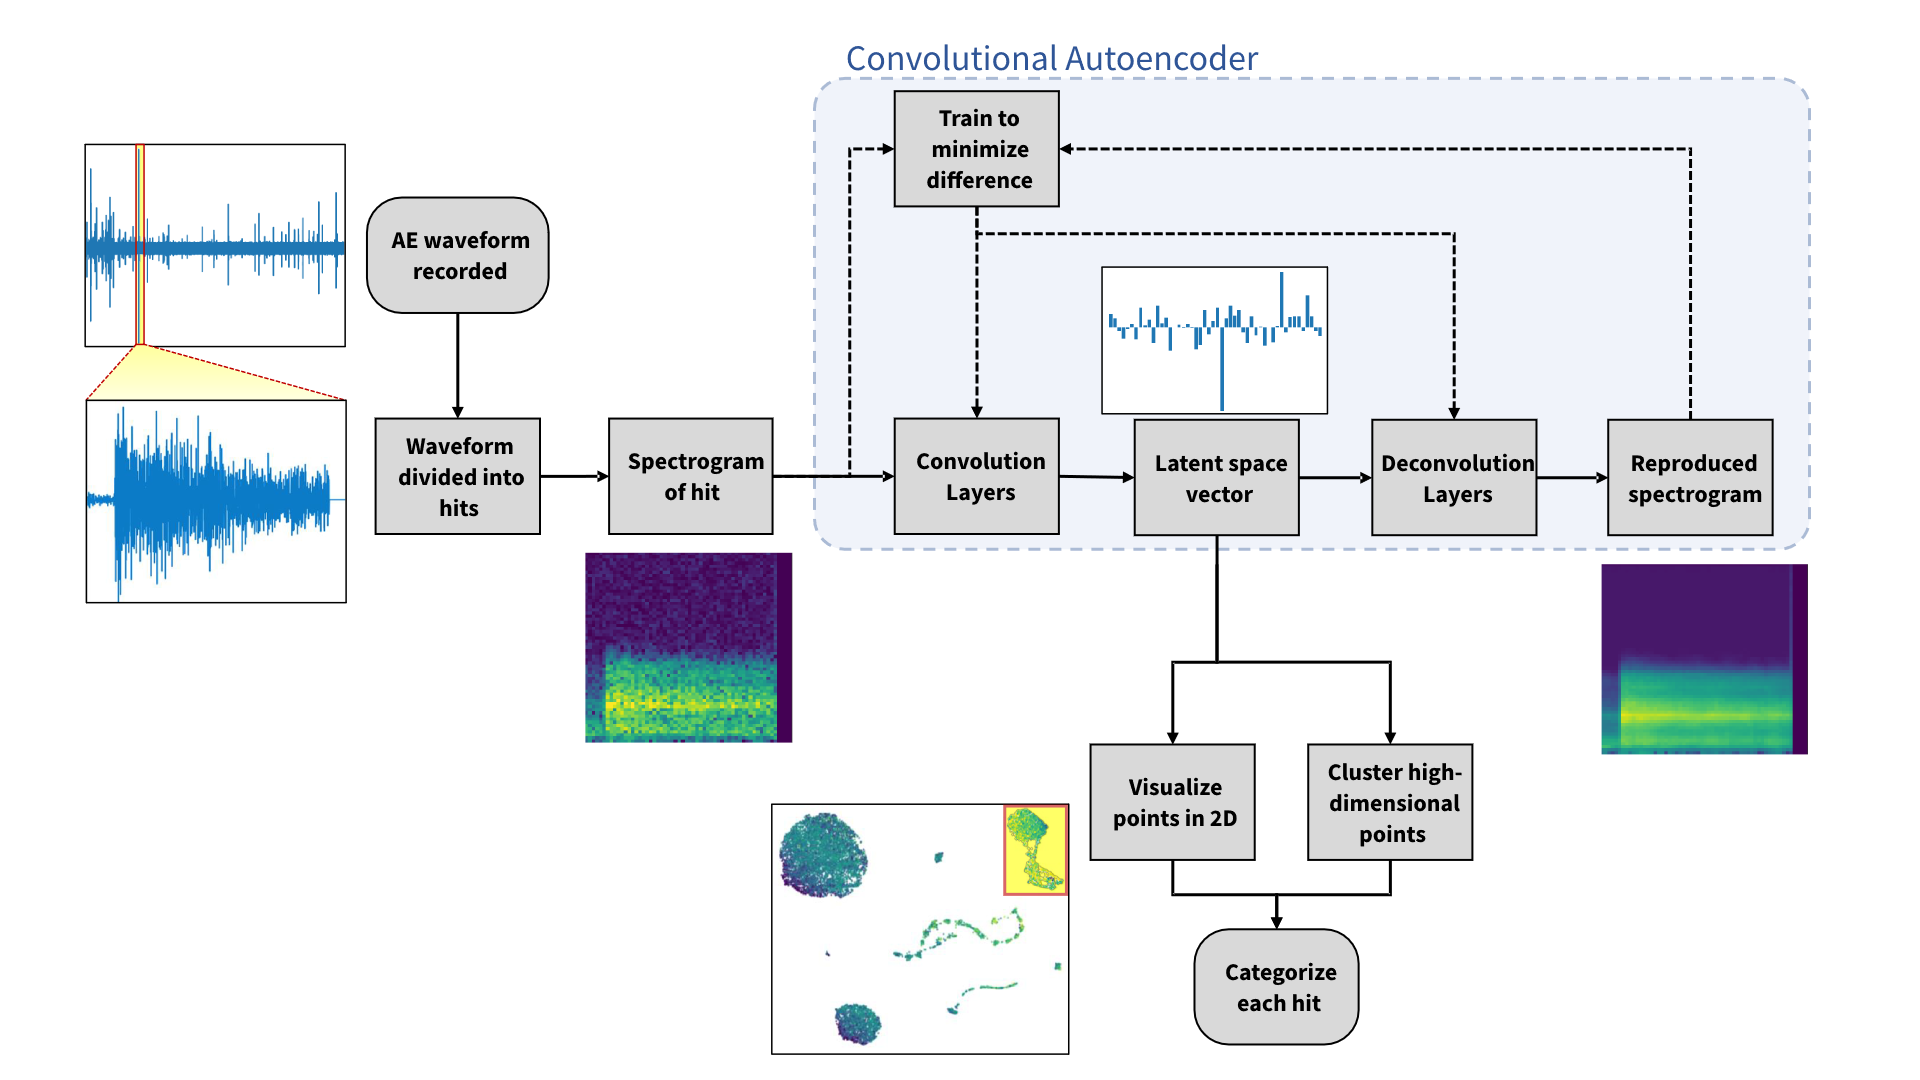 Convolutional Autoencoder
Train to
minimize
difference
AE waveform
recorded
Waveform
divided into
hits
Spectrogram
of hit
Convolution
Layers
Latent space
vector
Deconvolution
Layers
Reproduced
spectrogram
Visualize
points in 2D
Cluster high-
dimensional
points
Categorize
each hit